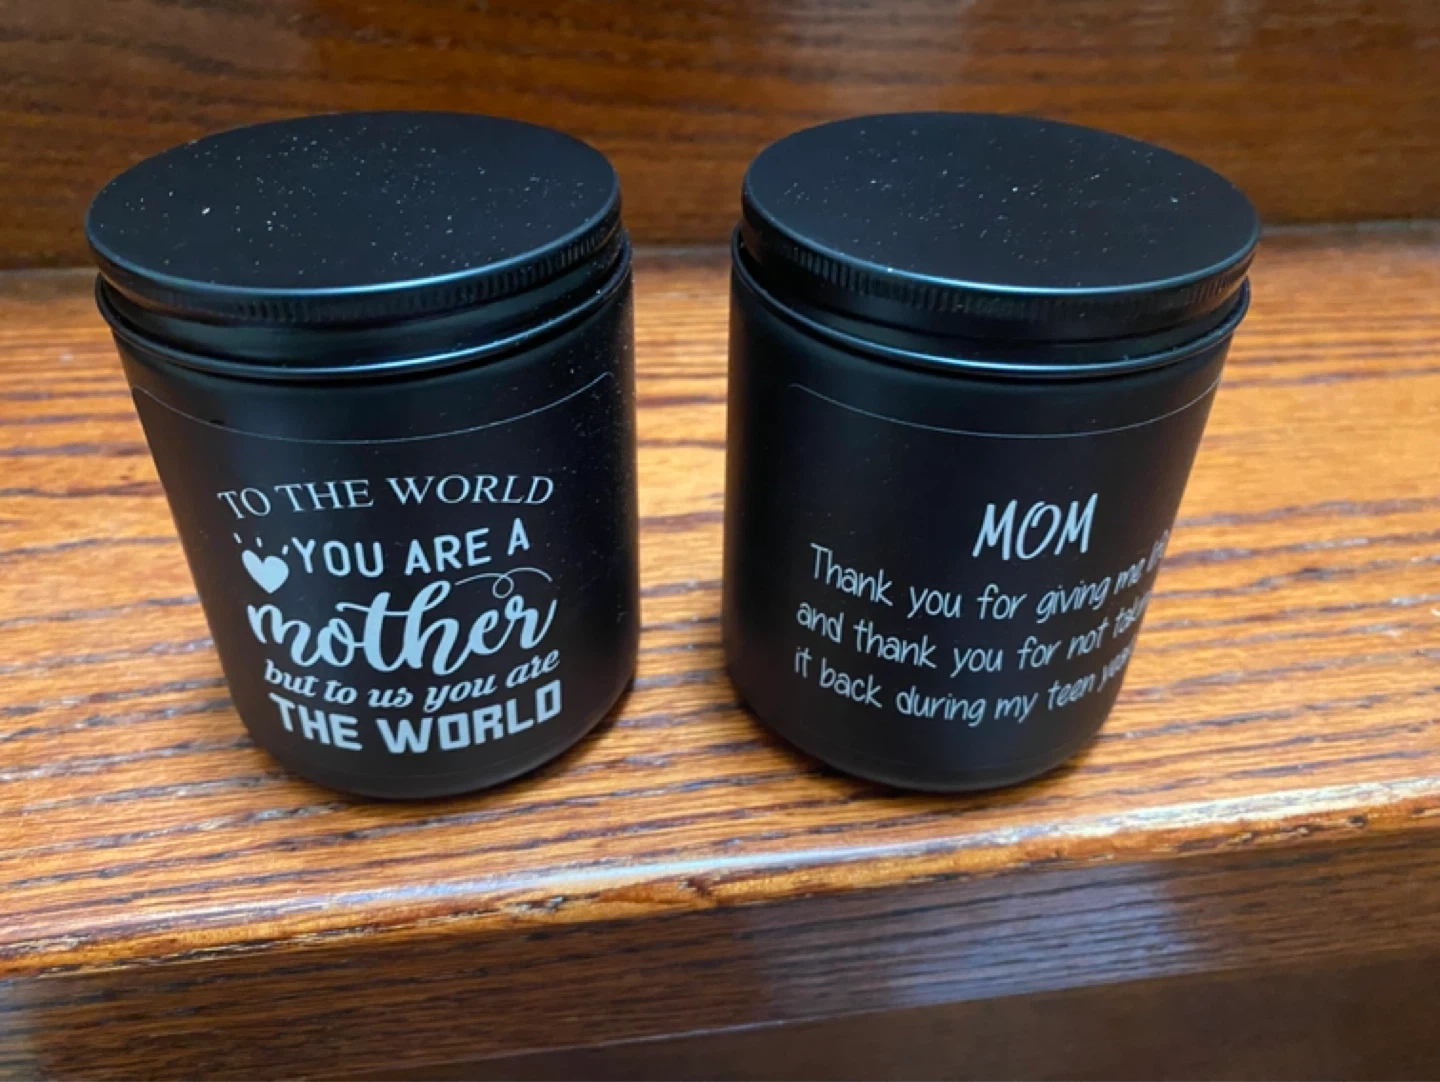 TO THE WORLD
YOU ARE A
mother
but to us you are
THE WORLD
MOM
Thank you for giving me
and thank you for not
it back during my teen